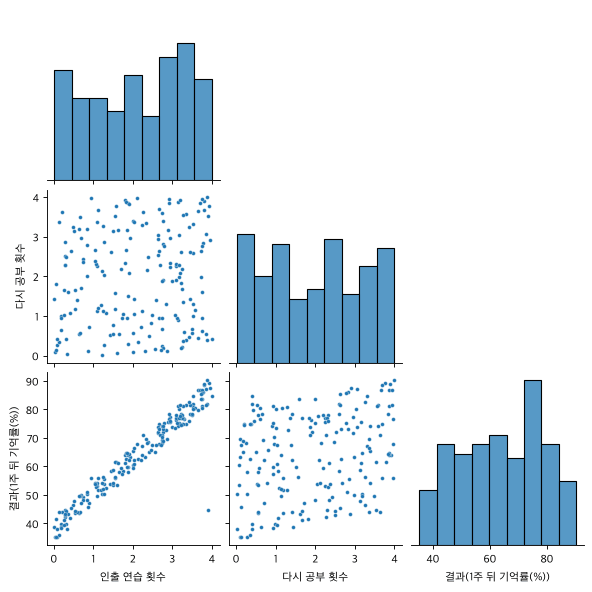 다시 공부 횟수
4
3
2
1
0
결과(1주 뒤 기억률(%))
90
80
70
60
50
40
0 1 2 3 4
인출 연습 횟수
0 1 2 3 4
다시 공부 횟수
40 60 80
결과(1주 뒤 기억률(%))